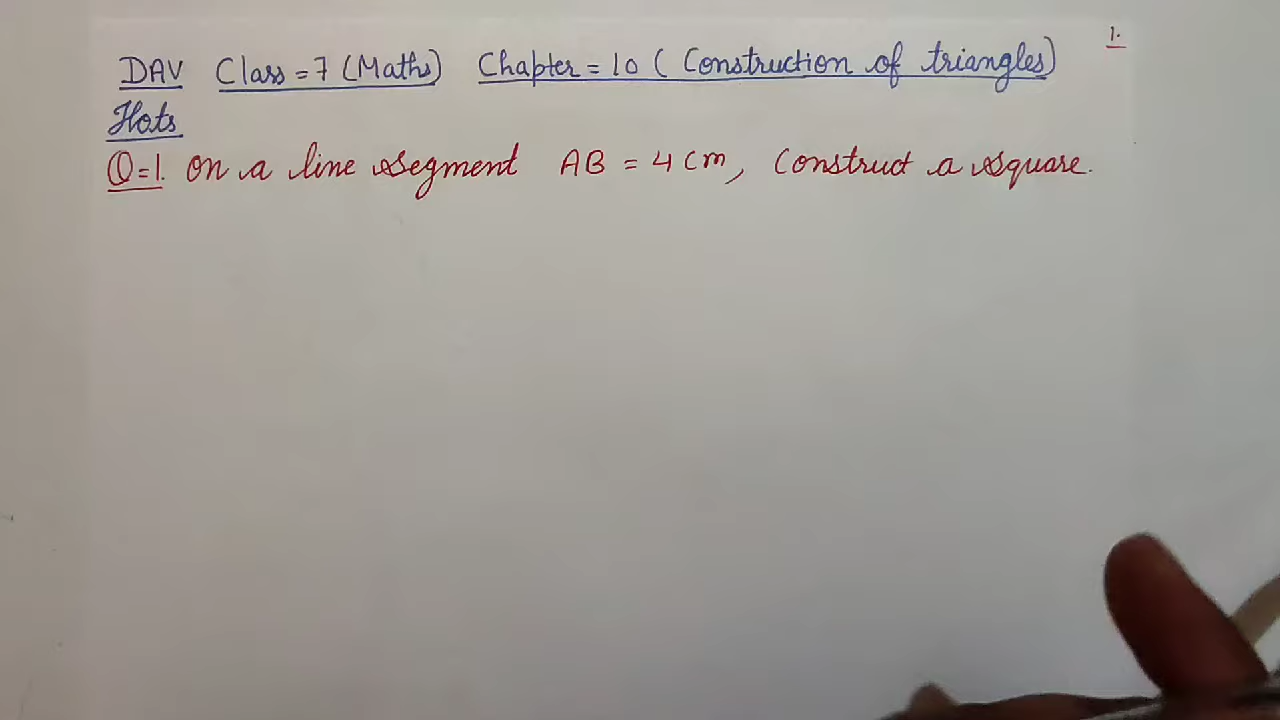 1.
DAV Class = 7 (Maths) Chapter = 10 ( Construction of triangles)
Hots
Q=1. On a line segment AB = 4 cm, Construct a square.